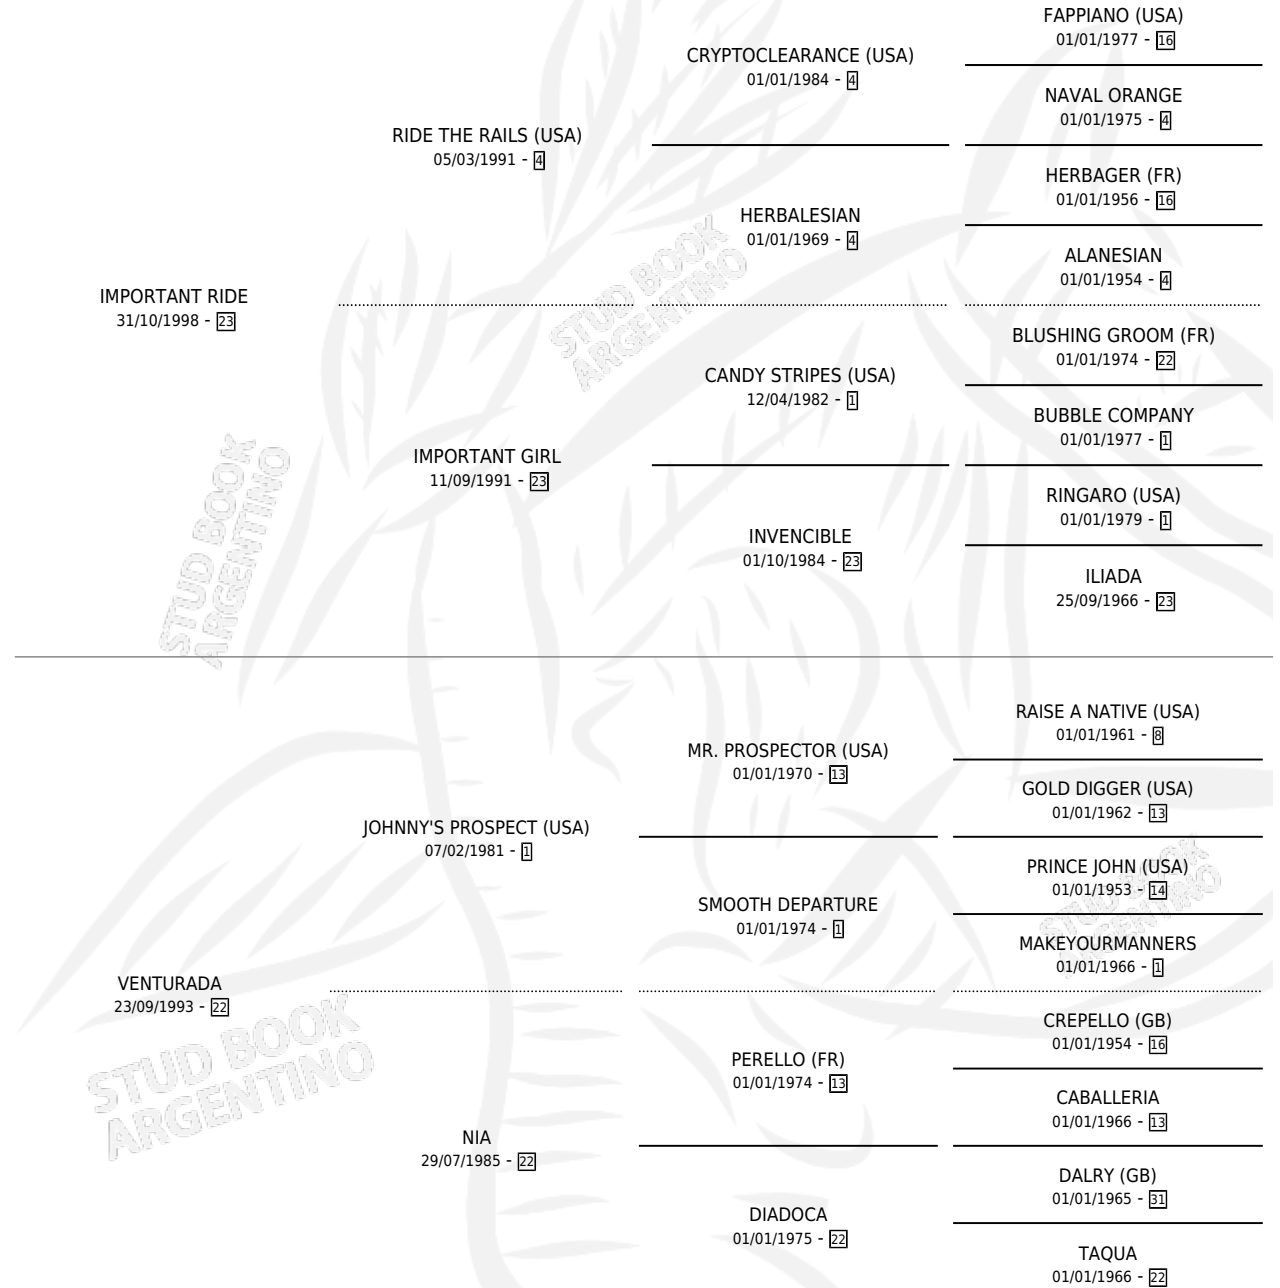 FAPPIANO (USA)
01/01/1977 - 16
CRYPTOCLEARANCE (USA)
01/01/1984 - 4
NAVAL ORANGE
01/01/1975 - 4
RIDE THE RAILS (USA)
05/03/1991 - 4
HERBAGER (FR)
01/01/1956 - 16
HERBALESIAN
01/01/1969 - 4
ALANESIAN
01/01/1954 - 4
IMPORTANT RIDE
31/10/1998 - 23
STUD BOOK
ARGENTINO
BLUSHING GROOM (FR)
01/01/1974 - 22
CANDY STRIPES (USA)
12/04/1982 - 1
BUBBLE COMPANY
01/01/1977 - 1
IMPORTANT GIRL
11/09/1991 - 23
RINGARO (USA)
01/01/1979 - 1
INVENCIBLE
01/10/1984 - 23
ILIADA
25/09/1966 - 23
STUD BOOK
ARGENTINO
RAISE A NATIVE (USA)
01/01/1961 - 8
MR. PROSPECTOR (USA)
01/01/1970 - 13
GOLD DIGGER (USA)
01/01/1962 - 13
JOHNNY'S PROSPECT (USA)
07/02/1981 - 1
PRINCE JOHN (USA)
01/01/1953 - 14
SMOOTH DEPARTURE
01/01/1974 - 1
STUD BOOK
ARGENTINO
MAKEYOURMANNERS
01/01/1966 - 1
VENTURADA
23/09/1993 - 22
STUD BOOK
ARGENTINO
CREPELLO (GB)
01/01/1954 - 16
PERELLO (FR)
01/01/1974 - 13
CABALLERIA
01/01/1966 - 13
NIA
29/07/1985 - 22
DALRY (GB)
01/01/1965 - 31
DIADOCA
01/01/1975 - 22
TAQUA
01/01/1966 - 22